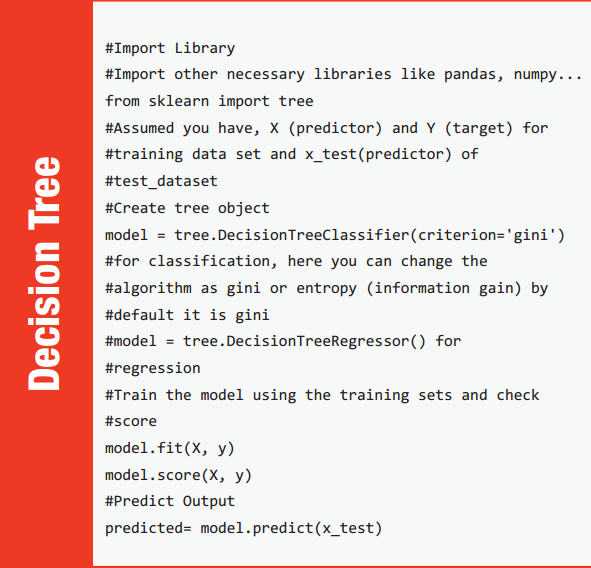 Decision Tree
#Import Library
#Import other necessary libraries like pandas, numpy...
from sklearn import tree
#Assumed you have, X (predictor) and Y (target) for
#training data set and x_test(predictor) of
#test_dataset
#Create tree object
model = tree.DecisionTreeClassifier(criterion='gini')
#for classification, here you can change the
#algorithm as gini or entropy (information gain) by
#default it is gini
#model = tree.DecisionTreeRegressor() for
#regression
#Train the model using the training sets and check
#score
model.fit(X, y)
model.score(X, y)
#Predict Output
predicted= model.predict(x_test)